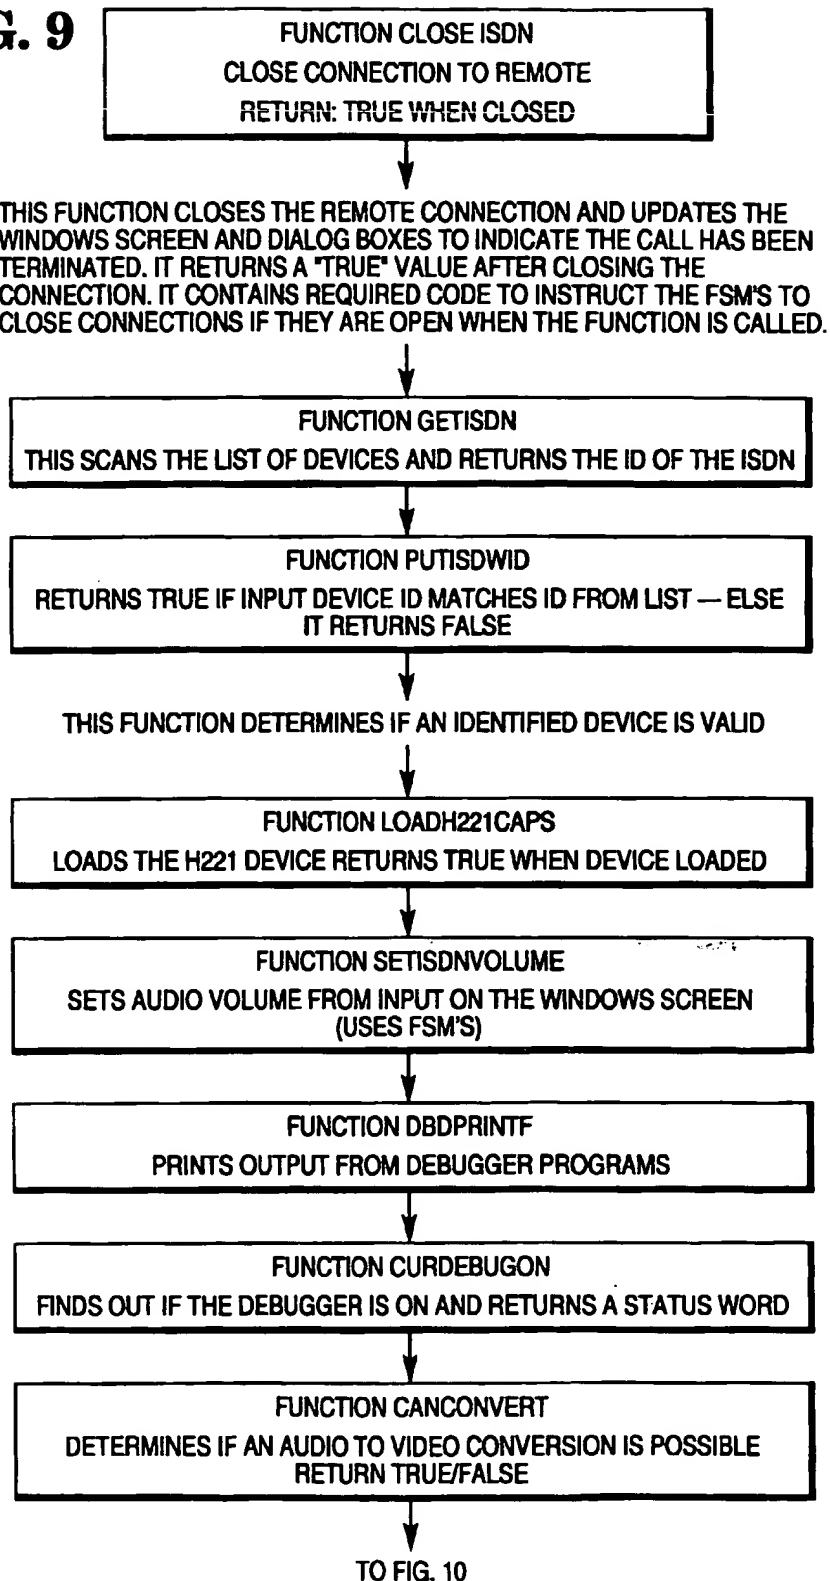 G. 9
FUNCTION CLOSE ISDN
CLOSE CONNECTION TO REMOTE
RETURN: TRUE WHEN CLOSED
THIS FUNCTION CLOSES THE REMOTE CONNECTION AND UPDATES THE
WINDOWS SCREEN AND DIALOG BOXES TO INDICATE THE CALL HAS BEEN
TERMINATED. IT RETURNS A "TRUE" VALUE AFTER CLOSING THE
CONNECTION. IT CONTAINS REQUIRED CODE TO INSTRUCT THE FSM'S TO
CLOSE CONNECTIONS IF THEY ARE OPEN WHEN THE FUNCTION IS CALLED.
FUNCTION GETISDN
THIS SCANS THE LIST OF DEVICES AND RETURNS THE ID OF THE ISDN
FUNCTION PUTISDWID
RETURNS TRUE IF INPUT DEVICE ID MATCHES ID FROM LIST — ELSE
IT RETURNS FALSE
THIS FUNCTION DETERMINES IF AN IDENTIFIED DEVICE IS VALID
FUNCTION LOADH221CAPS
LOADS THE H221 DEVICE RETURNS TRUE WHEN DEVICE LOADED
FUNCTION SETISDNVOLUME
SETS AUDIO VOLUME FROM INPUT ON THE WINDOWS SCREEN
(USES FSM'S)
FUNCTION DBDPRINTF
PRINTS OUTPUT FROM DEBUGGER PROGRAMS
FUNCTION CURDEBUGON
FINDS OUT IF THE DEBUGGER IS ON AND RETURNS A STATUS WORD
FUNCTION CANCONVERT
DETERMINES IF AN AUDIO TO VIDEO CONVERSION IS POSSIBLE
RETURN TRUE/FALSE
TO FIG. 10